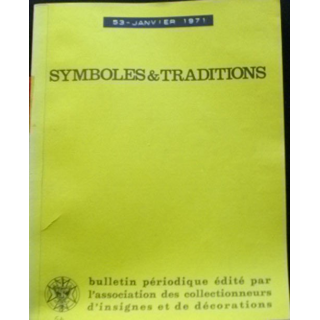 53-JANVIER 1971
SYMBOLES&TRADITIONS
bulletin périodique édité par
l'association des collectionneurs
d'insignes et de décorations